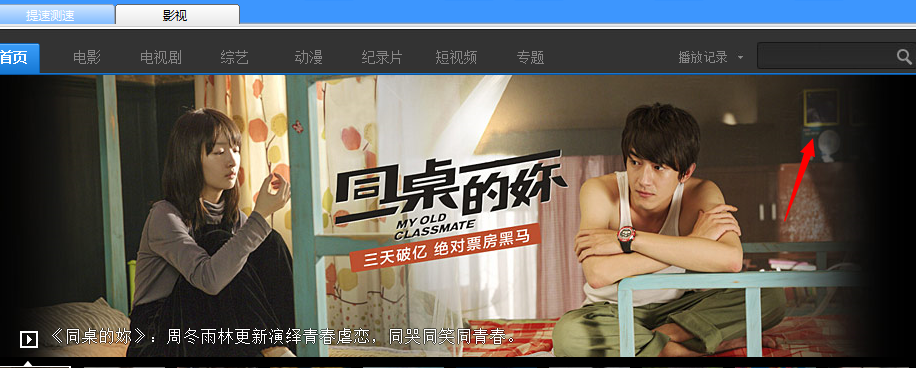 提速测速
影视
首页 电影 电视剧 综艺 动漫 纪录片 短视频 专题 播放记录
同桌的妳
MY OLD
CLASSMATE
三天破亿 绝对票房黑马
《同桌的妳》：周冬雨林更新演绎青春虐恋，同哭同笑同青春。